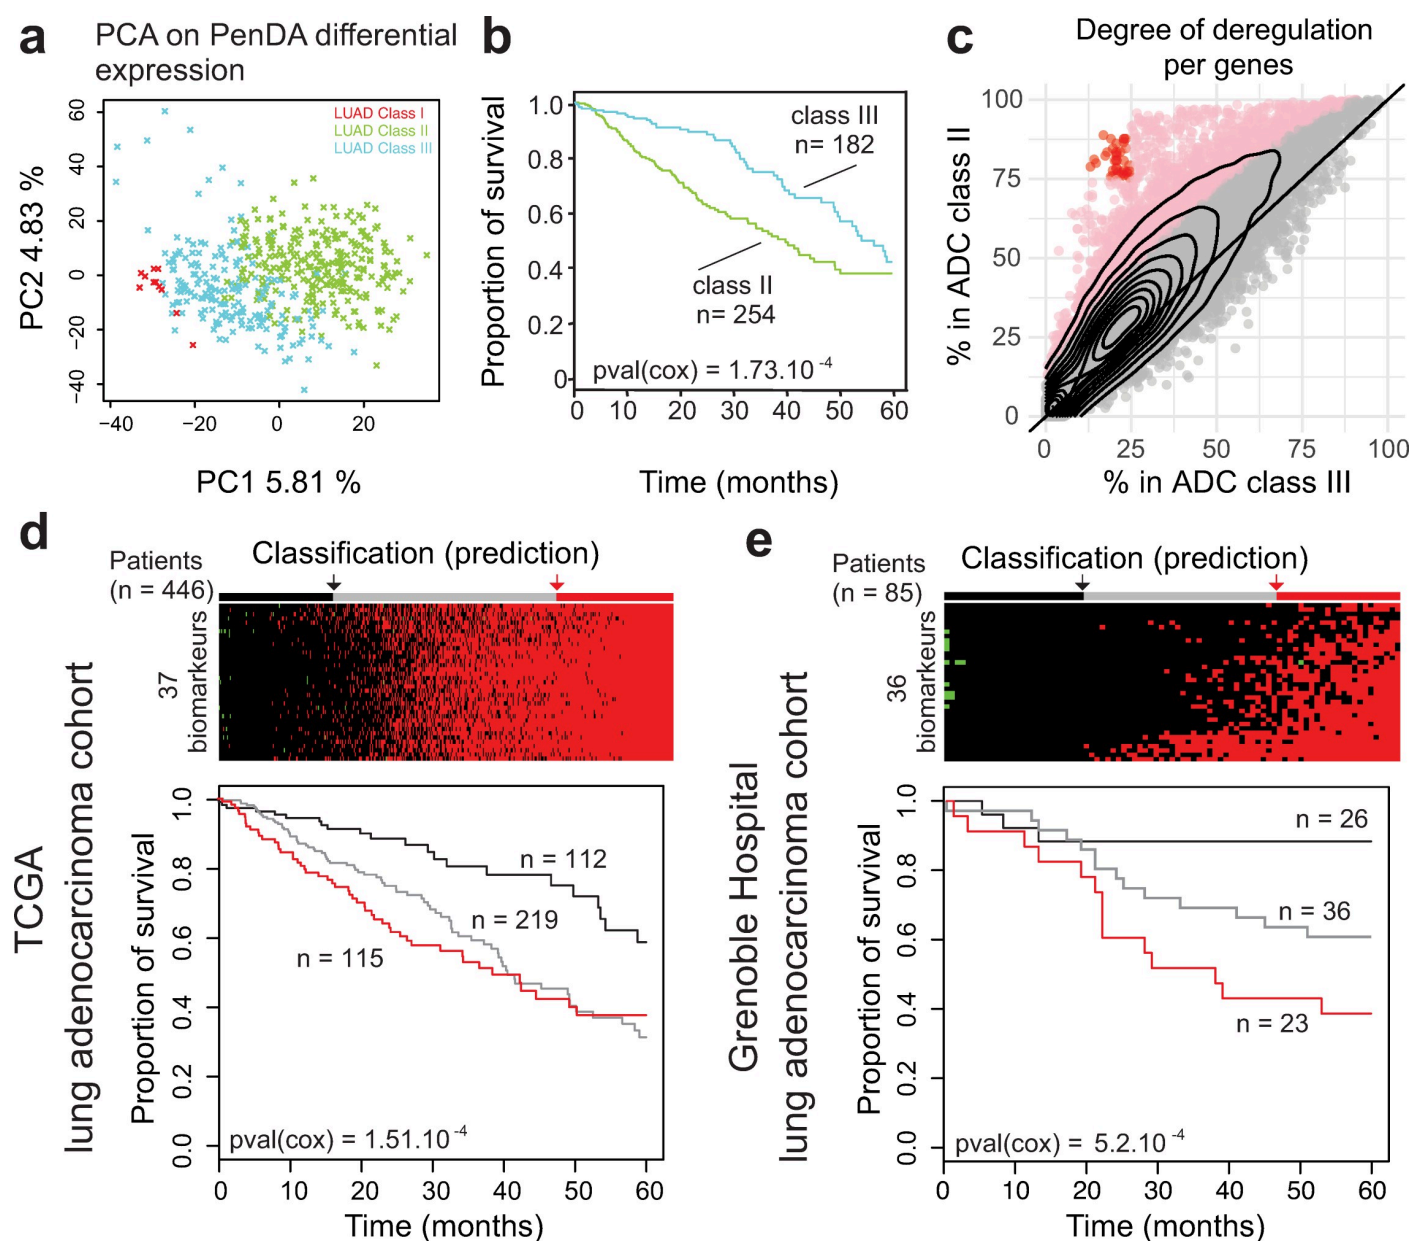 a
PCA on PenDA differential
expression
LUAD Class I
LUAD Class II
LUAD Class III
60
40
20
0
−20
−40
PC2 4.83 %
−40
−20
0
20
PC1 5.81 %
b
1.0
0.8
0.6
0.4
0.2
0
Proportion of survival
class III
n= 182
class II
n= 254
pval(cox) = 1.73.10 -4
0
10
20
30
40
50
60
Time (months)
c
Degree of deregulation
per genes
100
75
50
25
0
% in ADC class II
0
25
50
75
100
% in ADC class III
d
Patients
(n = 446)
Classification (prediction)
37
biomarkeurs
TCGA
lung adenocarcinoma cohort
1.0
0.8
0.6
0.4
0.2
0.0
Proportion of survival
n = 112
n = 219
n = 115
pval(cox) = 1.51.10 -4
0
10
20
30
40
50
60
Time (months)
e
Patients
(n = 85)
Classification (prediction)
36
biomarkeurs
Grenoble Hospital
lung adenocarcinoma cohort
1.0
0.8
0.6
0.4
0.2
0.0
Proportion of survival
n = 26
n = 36
n = 23
pval(cox) = 5.2.10 -4
0
10
20
30
40
50
60
Time (months)